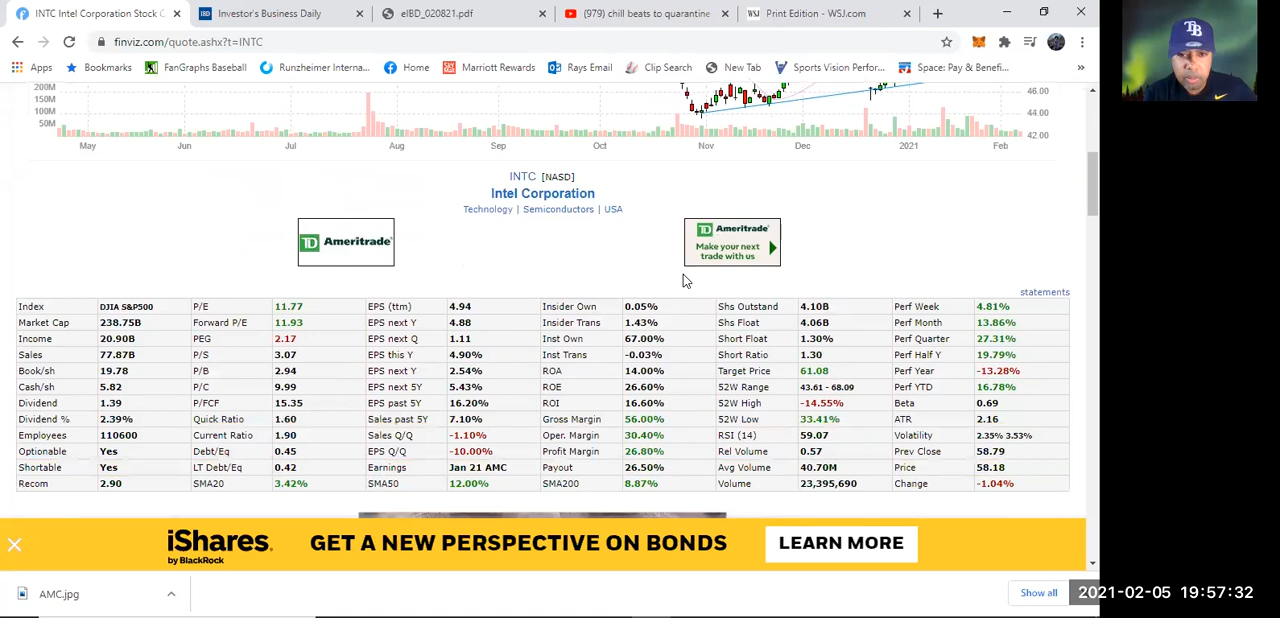 INTC Intel Corporation Stock C
Investor's Business Daily
eIBD_020821.pdf
(979) chill beats to quarantine
Print Edition - WSJ.com
finviz.com/quote.ashx?t=INTC
Apps Bookmarks FanGraphs Baseball Runzheimer Interna... Home Marriott Rewards Rays Email Clip Search New Tab Sports Vision Perfor... Space: Pay & Benefi...
TB
200M 46.00
150M
100M 44.00
50M
42.00
May Jun Jul Aug Sep Oct Nov Dec 2021 Feb
INTC [NASD]
Intel Corporation
Technology | Semiconductors | USA
TD Ameritrade
TD Ameritrade
Make your next
trade with us
statements
Index DJIA S&P500 P/E 11.77 EPS (ttm) 4.94 Insider Own 0.05% Shs Outstand 4.10B Perf Week 4.81%
Market Cap 238.75B Forward P/E 11.93 EPS next Y 4.88 Insider Trans 1.43% Shs Float 4.06B Perf Month 13.86%
Income 20.90B PEG 2.17 EPS next Q 1.11 Inst Own 67.00% Short Float 1.30% Perf Quarter 27.31%
Sales 77.87B P/S 3.07 EPS this Y 4.90% Inst Trans -0.03% Short Ratio 1.30 Perf Half Y 19.79%
Book/sh 19.78 P/B 2.94 EPS next Y 2.54% ROA 14.00% Target Price 61.08 Perf Year -13.28%
Cash/sh 5.82 P/C 9.99 EPS next 5Y 5.43% ROE 26.60% 52W Range 43.61 - 68.09 Perf YTD 16.78%
Dividend 1.39 P/FCF 15.35 EPS past 5Y 16.20% ROI 16.60% 52W High -14.55% Beta 0.69
Dividend % 2.39% Quick Ratio 1.60 Sales past 5Y 7.10% Gross Margin 56.00% 52W Low 33.41% ATR 2.16
Employees 110600 Current Ratio 1.90 Sales Q/Q -1.10% Oper. Margin 30.40% RSI (14) 59.07 Volatility 2.35% 3.53%
Optionable Yes Debt/Eq 0.45 EPS Q/Q -10.00% Profit Margin 26.80% Rel Volume 0.57 Prev Close 58.79
Shortable Yes LT Debt/Eq 0.42 Earnings Jan 21 AMC Payout 26.50% Avg Volume 40.70M Price 58.18
Recom 2.90 SMA20 3.42% SMA50 12.00% SMA200 8.87% Volume 23,395,690 Change -1.04%
iShares. GET A NEW PERSPECTIVE ON BONDS LEARN MORE
by BlackRock
AMC.jpg
Show all
2021-02-05 19:57:32